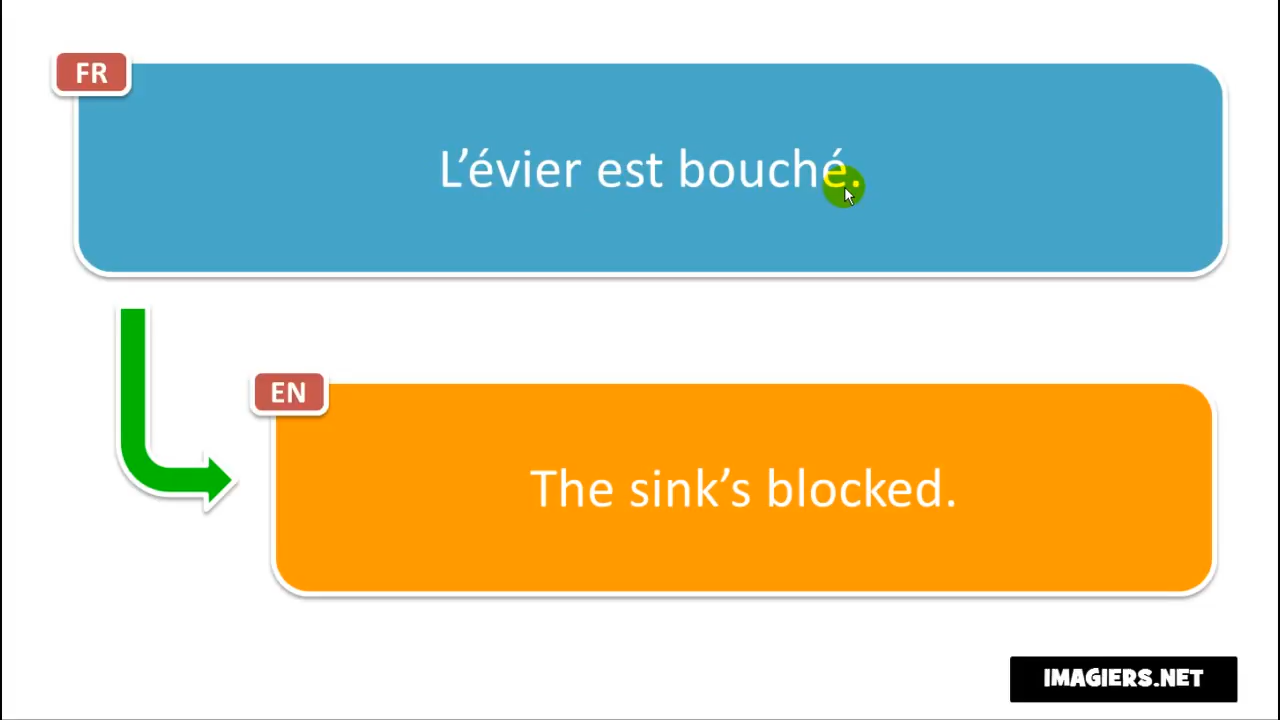 FR
L’évier est bouché.
EN
The sink’s blocked.
IMAGIERS.NET